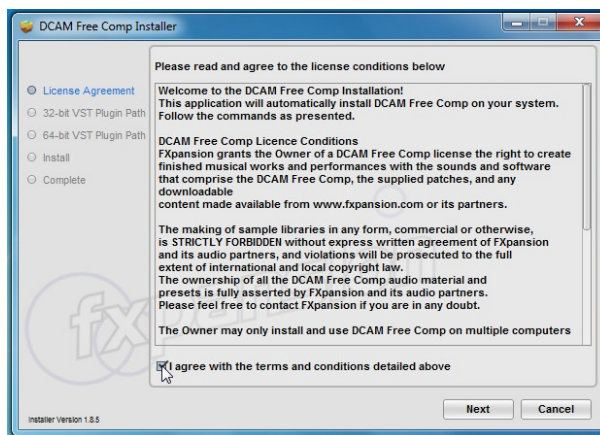 DCAM Free Comp Installer
Please read and agree to the license conditions below
License Agreement
32-bit VST Plugin Path
64-bit VST Plugin Path
Install
Complete
Welcome to the DCAM Free Comp Installation!
This application will automatically install DCAM Free Comp on your system.
Follow the commands as presented.
DCAM Free Comp Licence Conditions
FXpansion grants the Owner of a DCAM Free Comp license the right to create
finished musical works and performances with the sounds and software
that comprise the DCAM Free Comp, the supplied patches, and any
downloadable
content made available from www.fxpansion.com or its partners.
The making of sample libraries in any form, commercial or otherwise,
is STRICTLY FORBIDDEN without express written agreement of FXpansion
and its audio partners, and violations will be prosecuted to the full
extent of international and local copyright law.
The ownership of all the DCAM Free Comp audio material and
presets is fully asserted by FXpansion and its audio partners.
Please feel free to contact FXpansion if you are in any doubt.
The Owner may only install and use DCAM Free Comp on multiple computers
fxpansion
I agree with the terms and conditions detailed above
Next
Cancel
Installer Version 1.8.5